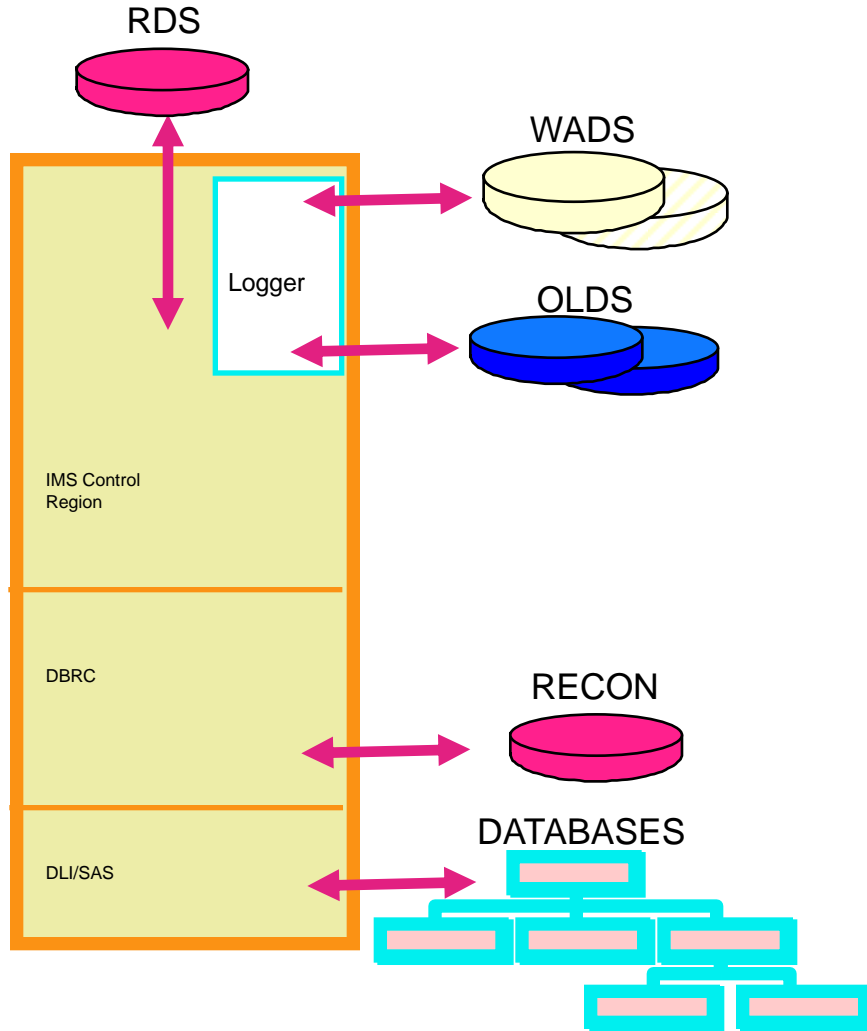 RDS
WADS
Logger
OLDS
IMS Control
Region
DBRC
RECON
DATABASES
DLI/SAS